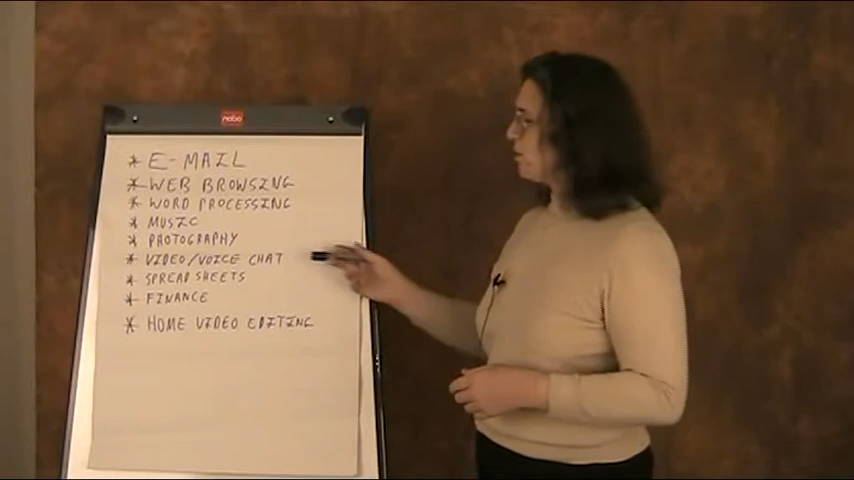 nobo
* E-MAIL
* WEB BROWSING
* WORD PROCESSING
* MUSIC
* PHOTOGRAPHY
* VIDEO/VOICE CHAT
* SPREAD SHEETS
* FINANCE
* HOME VIDEO EDITING